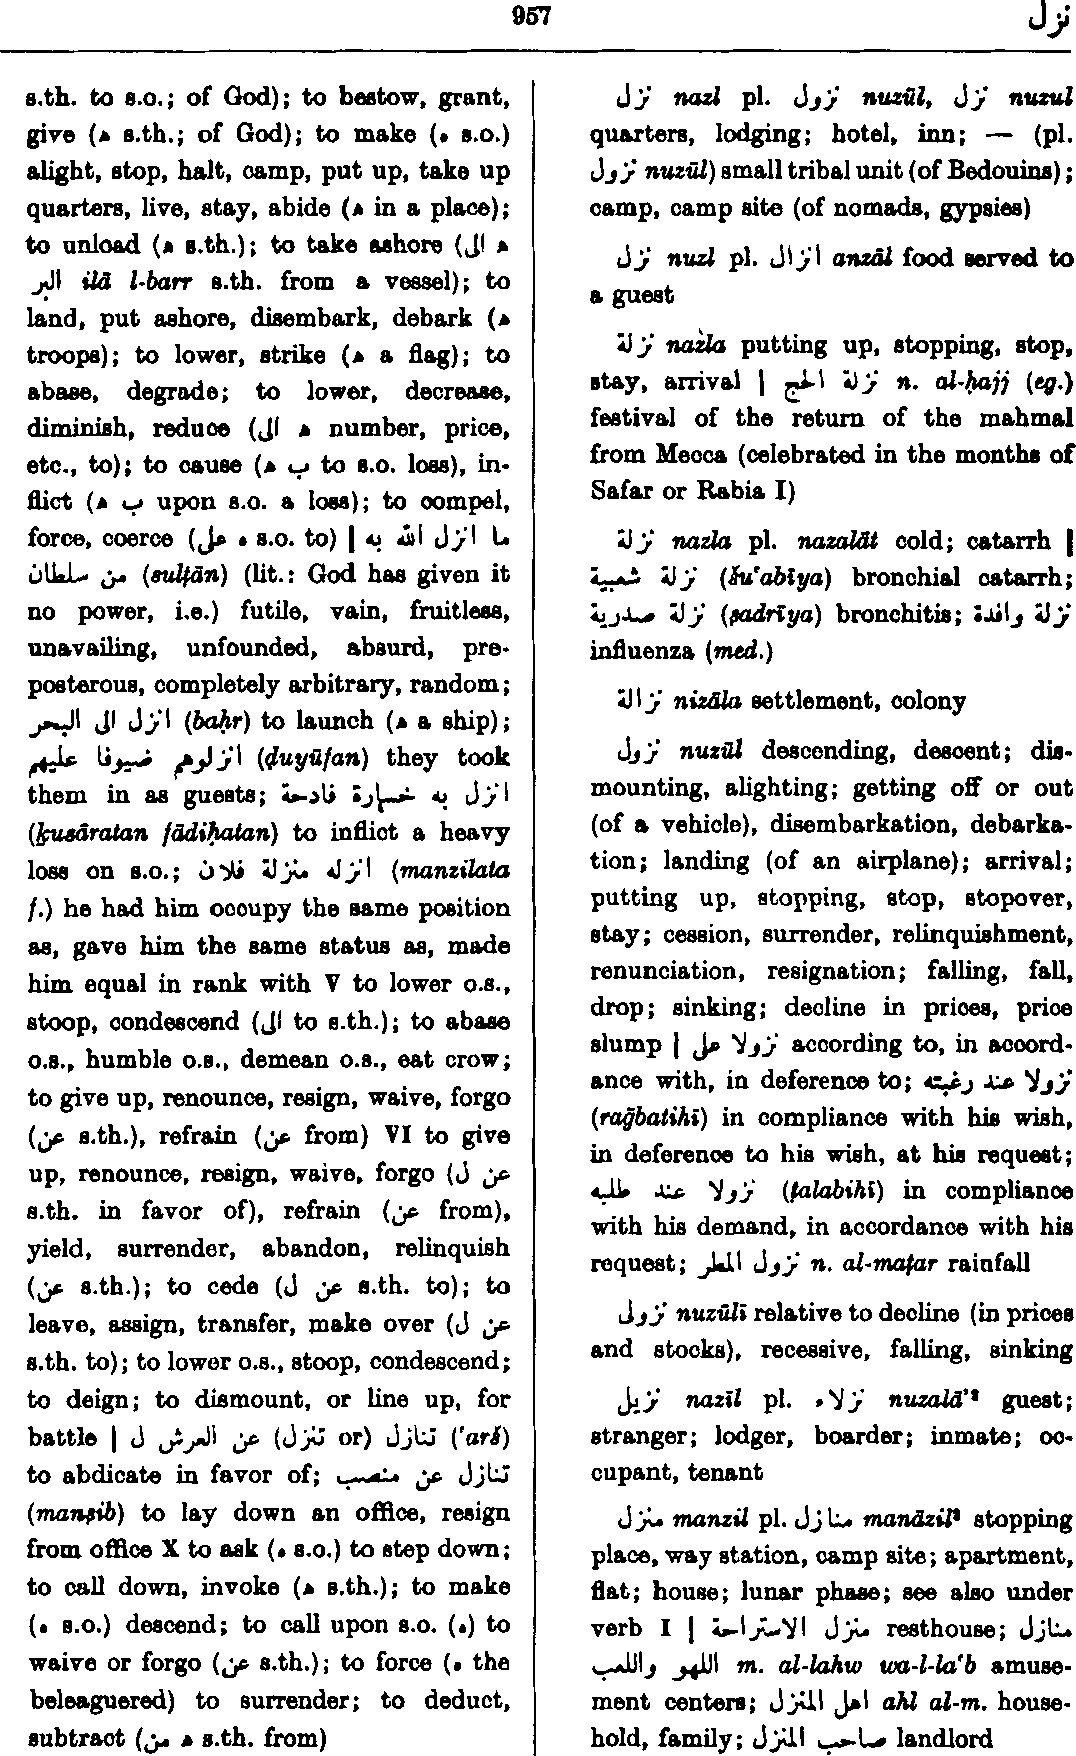 957
نزل
s.th. to s.o.; of God); to bestow, grant,
give (ه s.th.; of God); to make (ه s.o.)
alight, stop, halt, camp, put up, take up
quarters, live, stay, abide (ه in a place);
to unload (ه s.th.); to take ashore (ه الى
البر ilā l-barr s.th. from a vessel); to
land, put ashore, disembark, debark (ه
troops); to lower, strike (ه a flag); to
abase, degrade; to lower, decrease,
diminish, reduce (ه الى number, price,
etc., to); to cause (ه ب to s.o. loss), in-
flict (ه ب upon s.o. a loss); to compel,
force, coerce (ه على s.o. to) | ما انزل الله به
من سلطان (sulṭān) (lit.: God has given it
no power, i.e.) futile, vain, fruitless,
unavailing, unfounded, absurd, pre-
posterous, completely arbitrary, random;
انزل الى البحر (baḥr) to launch (ه a ship);
انزلوهم ضيوفا عليهم (ḍuyūfan) they took
them in as guests; انزل به خسارة فادحة
(ḵusāratan fādiḥatan) to inflict a heavy
loss on s.o.; انزله منزلة فلان (manzilata
f.) he had him occupy the same position
as, gave him the same status as, made
him equal in rank with V to lower o.s.,
stoop, condescend (الى to s.th.); to abase
o.s., humble o.s., demean o.s., eat crow;
to give up, renounce, resign, waive, forgo
(عن s.th.), refrain (عن from) VI to give
up, renounce, resign, waive, forgo (عن ل
s.th. in favor of), refrain (عن from),
yield, surrender, abandon, relinquish
(عن s.th.); to cede (عن ل s.th. to); to
leave, assign, transfer, make over (عن ل
s.th. to); to lower o.s., stoop, condescend;
to deign; to dismount, or line up, for
battle | تنازل (or تنزل) عن العرش ل ('arš)
to abdicate in favor of; تنازل عن منصب
(manṣib) to lay down an office, resign
from office X to ask (ه s.o.) to step down;
to call down, invoke (ه s.th.); to make
(ه s.o.) descend; to call upon s.o. (ه) to
waive or forgo (عن s.th.); to force (ه the
beleaguered) to surrender; to deduct,
subtract (ه من s.th. from)
نزل nazl pl. نزول nuzūl, نزل nuzul
quarters, lodging; hotel, inn; — (pl.
نزول nuzūl) small tribal unit (of Bedouins);
camp, camp site (of nomads, gypsies)
نزل nuzl pl. انزال anzāl food served to
a guest
نزلة nazla putting up, stopping, stop,
stay, arrival | نزلة الحج n. al-ḥajj (eg.)
festival of the return of the mahmal
from Mecca (celebrated in the months of
Safar or Rabia I)
نزلة nazla pl. nazalāt cold; catarrh |
نزلة شعبية (šu'abīya) bronchial catarrh;
نزلة صدرية (ṣadrīya) bronchitis; نزلة وافدة
influenza (med.)
نزالة nizāla settlement, colony
نزول nuzūl descending, descent; dis-
mounting, alighting; getting off or out
(of a vehicle), disembarkation, debarka-
tion; landing (of an airplane); arrival;
putting up, stopping, stop, stopover,
stay; cession, surrender, relinquishment,
renunciation, resignation; falling, fall,
drop; sinking; decline in prices, price
slump | نزولا على according to, in accord-
ance with, in deference to; نزولا عند رغبته
(raḡbatihī) in compliance with his wish,
in deference to his wish, at his request;
نزولا عند طلبه (ṭalabihī) in compliance
with his demand, in accordance with his
request; نزول المطر n. al-maṭar rainfall
نزولى nuzūlī relative to decline (in prices
and stocks), recessive, falling, sinking
نزيل nazīl pl. نزلاء nuzalā'² guest;
stranger; lodger, boarder; inmate; oc-
cupant, tenant
منزل manzil pl. منازل manāzil² stopping
place, way station, camp site; apartment,
flat; house; lunar phase; see also under
verb I | منزل الاستراحة resthouse; منازل
اللهو واللعب m. al-lahw wa-l-la'b amuse-
ment centers; اهل المنزل ahl al-m. house-
hold, family; صاحب المنزل landlord